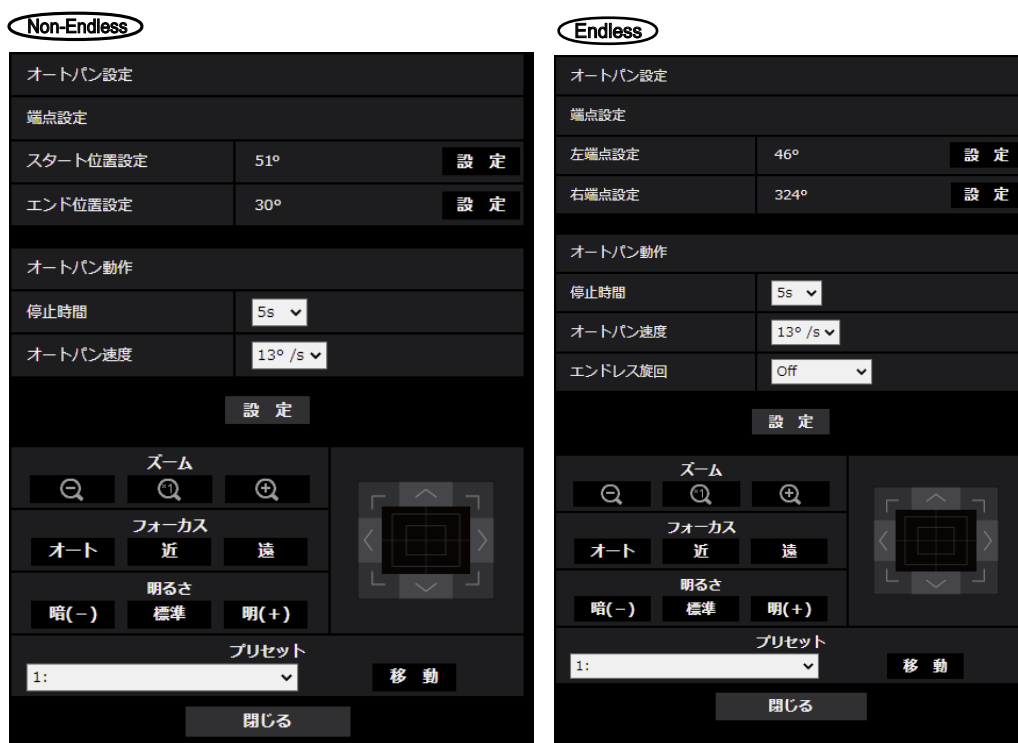 Non-Endless
オートパン設定
端点設定
スタート位置設定 51° 設 定
エンド位置設定 30° 設 定
オートパン動作
停止時間 5s
オートパン速度 13° /s
設 定
ズーム
×1
フォーカス
オート 近 遠
明るさ
暗(−) 標準 明(+)
プリセット
1: 移 動
閉じる
Endless
オートパン設定
端点設定
左端点設定 46° 設 定
右端点設定 324° 設 定
オートパン動作
停止時間 5s
オートパン速度 13° /s
エンドレス旋回 Off
設 定
ズーム
×1
フォーカス
オート 近 遠
明るさ
暗(−) 標準 明(+)
プリセット
1: 移 動
閉じる